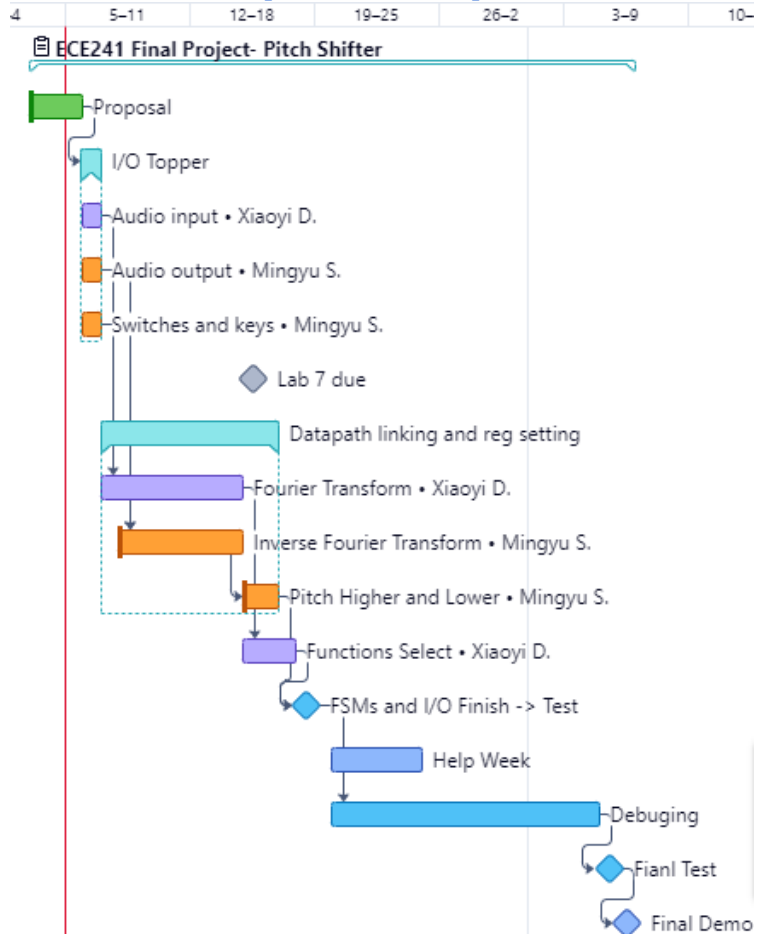 4 5–11 12–18 19–25 26–2 3–9 10–
ECE241 Final Project- Pitch Shifter
Proposal
I/O Topper
Audio input • Xiaoyi D.
Audio output • Mingyu S.
Switches and keys • Mingyu S.
Lab 7 due
Datapath linking and reg setting
Fourier Transform • Xiaoyi D.
Inverse Fourier Transform • Mingyu S.
Pitch Higher and Lower • Mingyu S.
Functions Select • Xiaoyi D.
FSMs and I/O Finish -> Test
Help Week
Debuging
Fianl Test
Final Demo